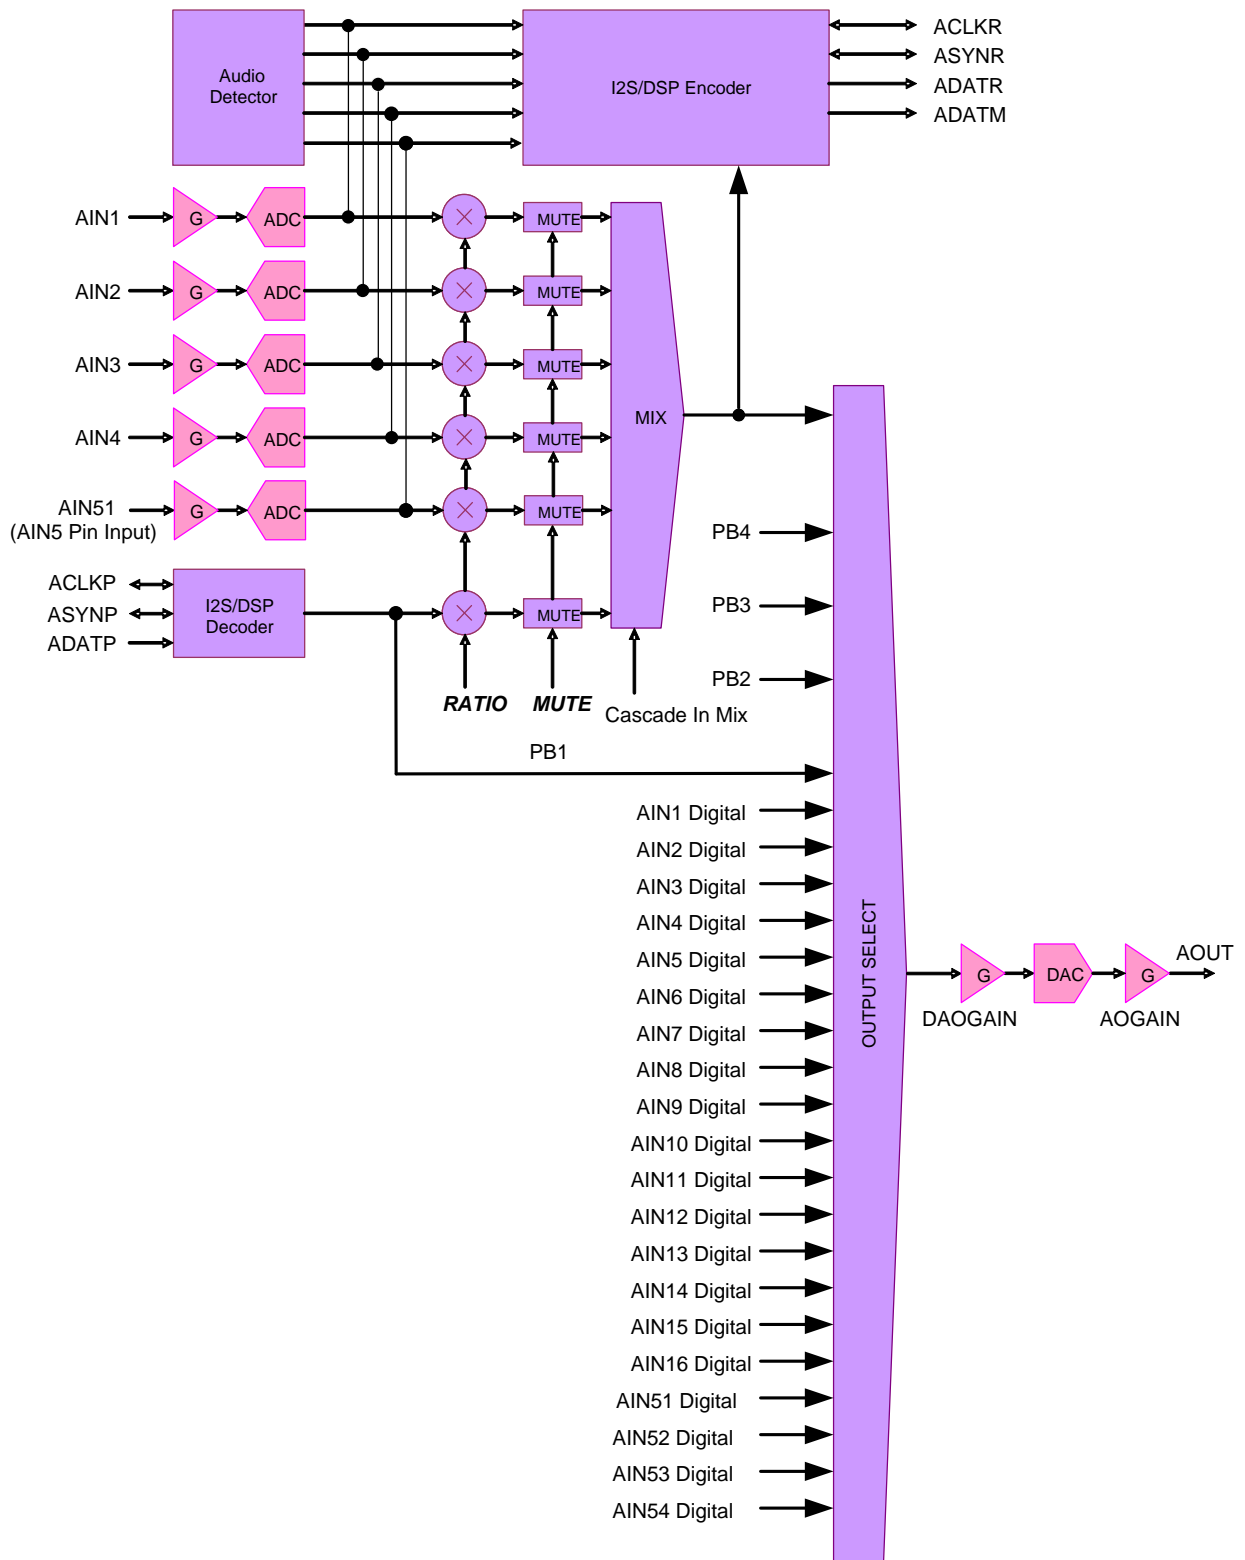 Audio
Detector
I2S/DSP Encoder
ACLKR
ASYNR
ADATR
ADATM
AIN1
G
ADC
MUTE
AIN2
G
ADC
MUTE
AIN3
G
ADC
MUTE
AIN4
G
ADC
MUTE
AIN51
(AIN5 Pin Input)
G
ADC
MUTE
MIX
ACLKP
ASYNP
ADATP
I2S/DSP
Decoder
MUTE
RATIO
MUTE
Cascade In Mix
PB4
PB3
PB2
PB1
AIN1 Digital
AIN2 Digital
AIN3 Digital
AIN4 Digital
AIN5 Digital
AIN6 Digital
AIN7 Digital
AIN8 Digital
AIN9 Digital
AIN10 Digital
AIN11 Digital
AIN12 Digital
AIN13 Digital
AIN14 Digital
AIN15 Digital
AIN16 Digital
AIN51 Digital
AIN52 Digital
AIN53 Digital
AIN54 Digital
OUTPUT SELECT
G
DAOGAIN
DAC
G
AOGAIN
AOUT